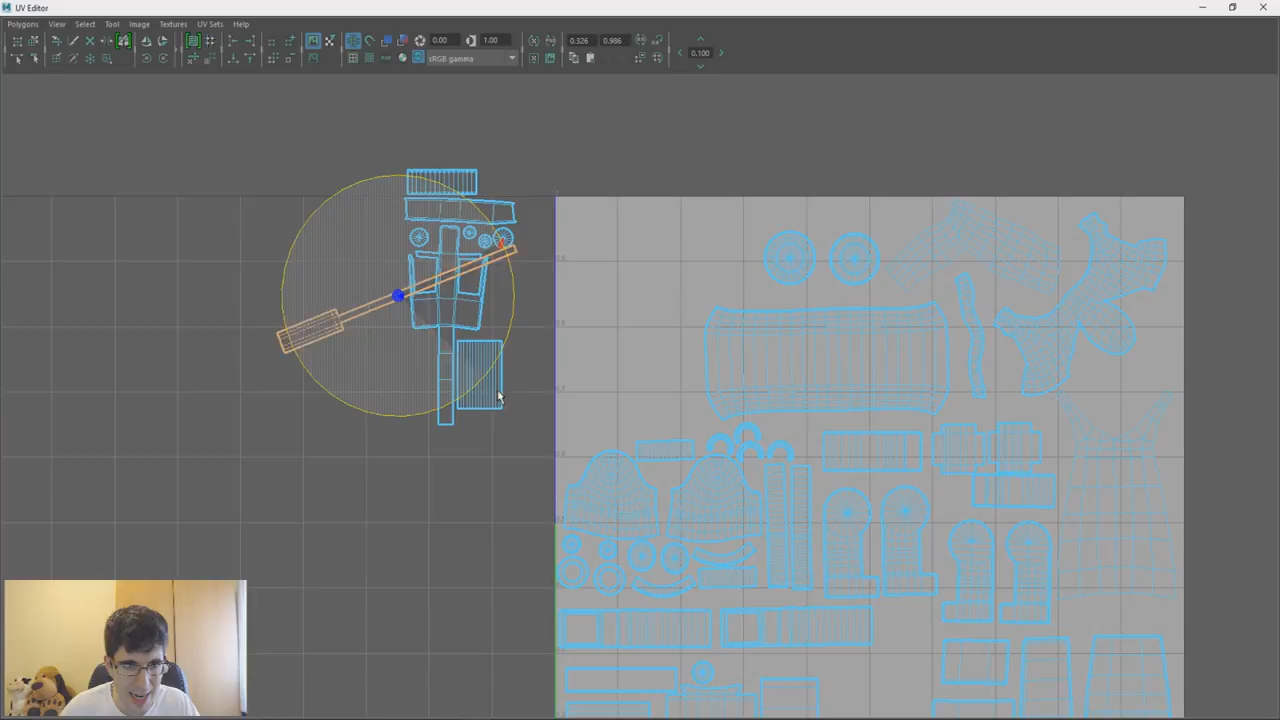 UV Editor
Polygons View Select Tool Image Textures UV Sets Help
0.00 1.00 0.326 0.986
sRGB gamma 0.100